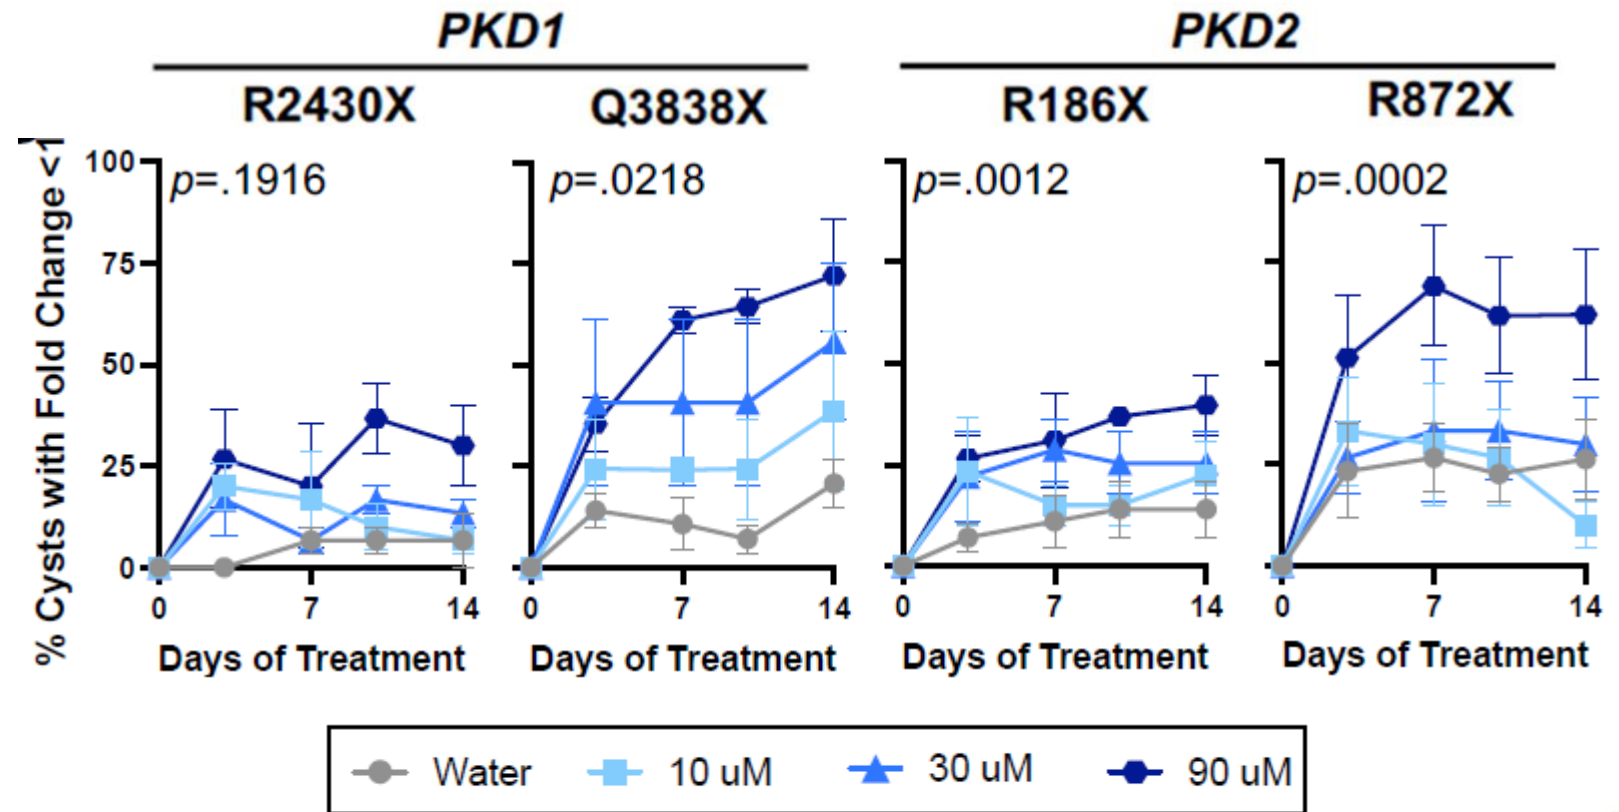 PKD1
PKD2
R2430X
Q3838X
R186X
R872X
% Cysts with Fold Change <1
100
75
50
25
0
p=.1916
p=.0218
p=.0012
p=.0002
0 7 14
0 7 14
0 7 14
0 7 14
Days of Treatment
Days of Treatment
Days of Treatment
Days of Treatment
Water 10 uM 30 uM 90 uM